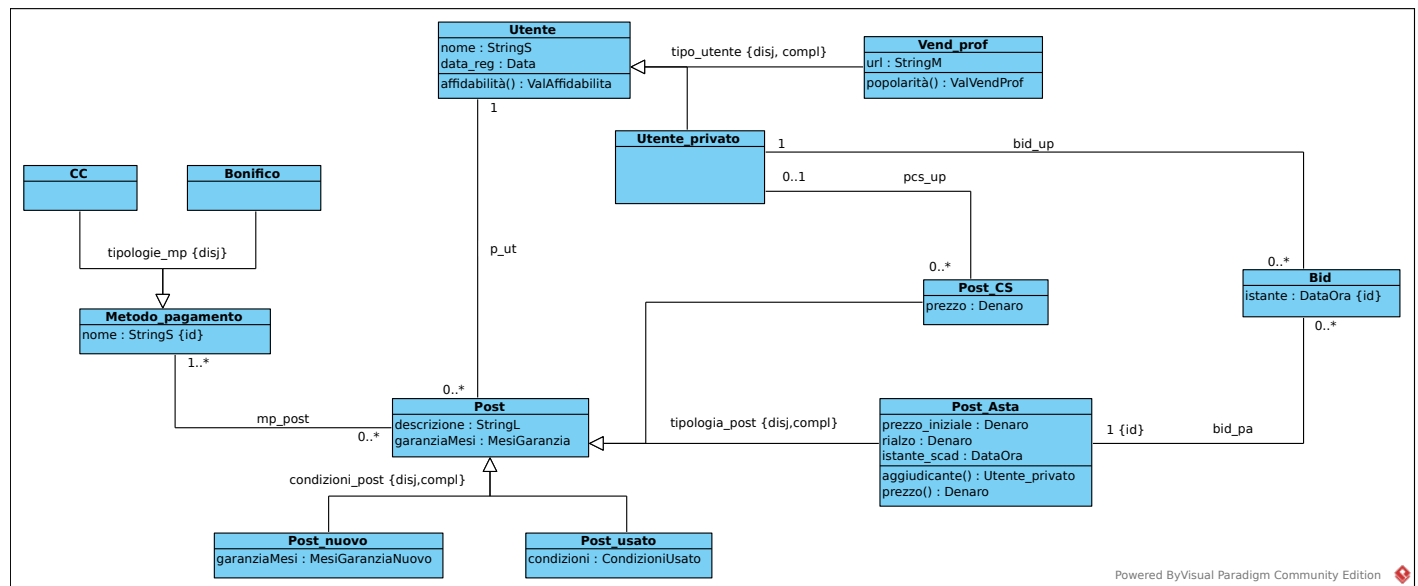 Utente
nome : StringS
data_reg : Data
affidabilità() : ValAffidabilita
tipo_utente {disj, compl}
Vend_prof
url : StringM
popolarità() : ValVendProf
1
Utente_privato
1
bid_up
0..1
pcs_up
CC
Bonifico
tipologie_mp {disj}
p_ut
0..*
0..*
Post_CS
prezzo : Denaro
Bid
istante : DataOra {id}
0..*
Metodo_pagamento
nome : StringS {id}
1..*
0..*
mp_post
0..*
Post
descrizione : StringL
garanziaMesi : MesiGaranzia
tipologia_post {disj,compl}
Post_Asta
prezzo_iniziale : Denaro
rialzo : Denaro
istante_scad : DataOra
aggiudicante() : Utente_privato
prezzo() : Denaro
1 {id}
bid_pa
condizioni_post {disj,compl}
Post_nuovo
garanziaMesi : MesiGaranziaNuovo
Post_usato
condizioni : CondizioniUsato
Powered ByVisual Paradigm Community Edition